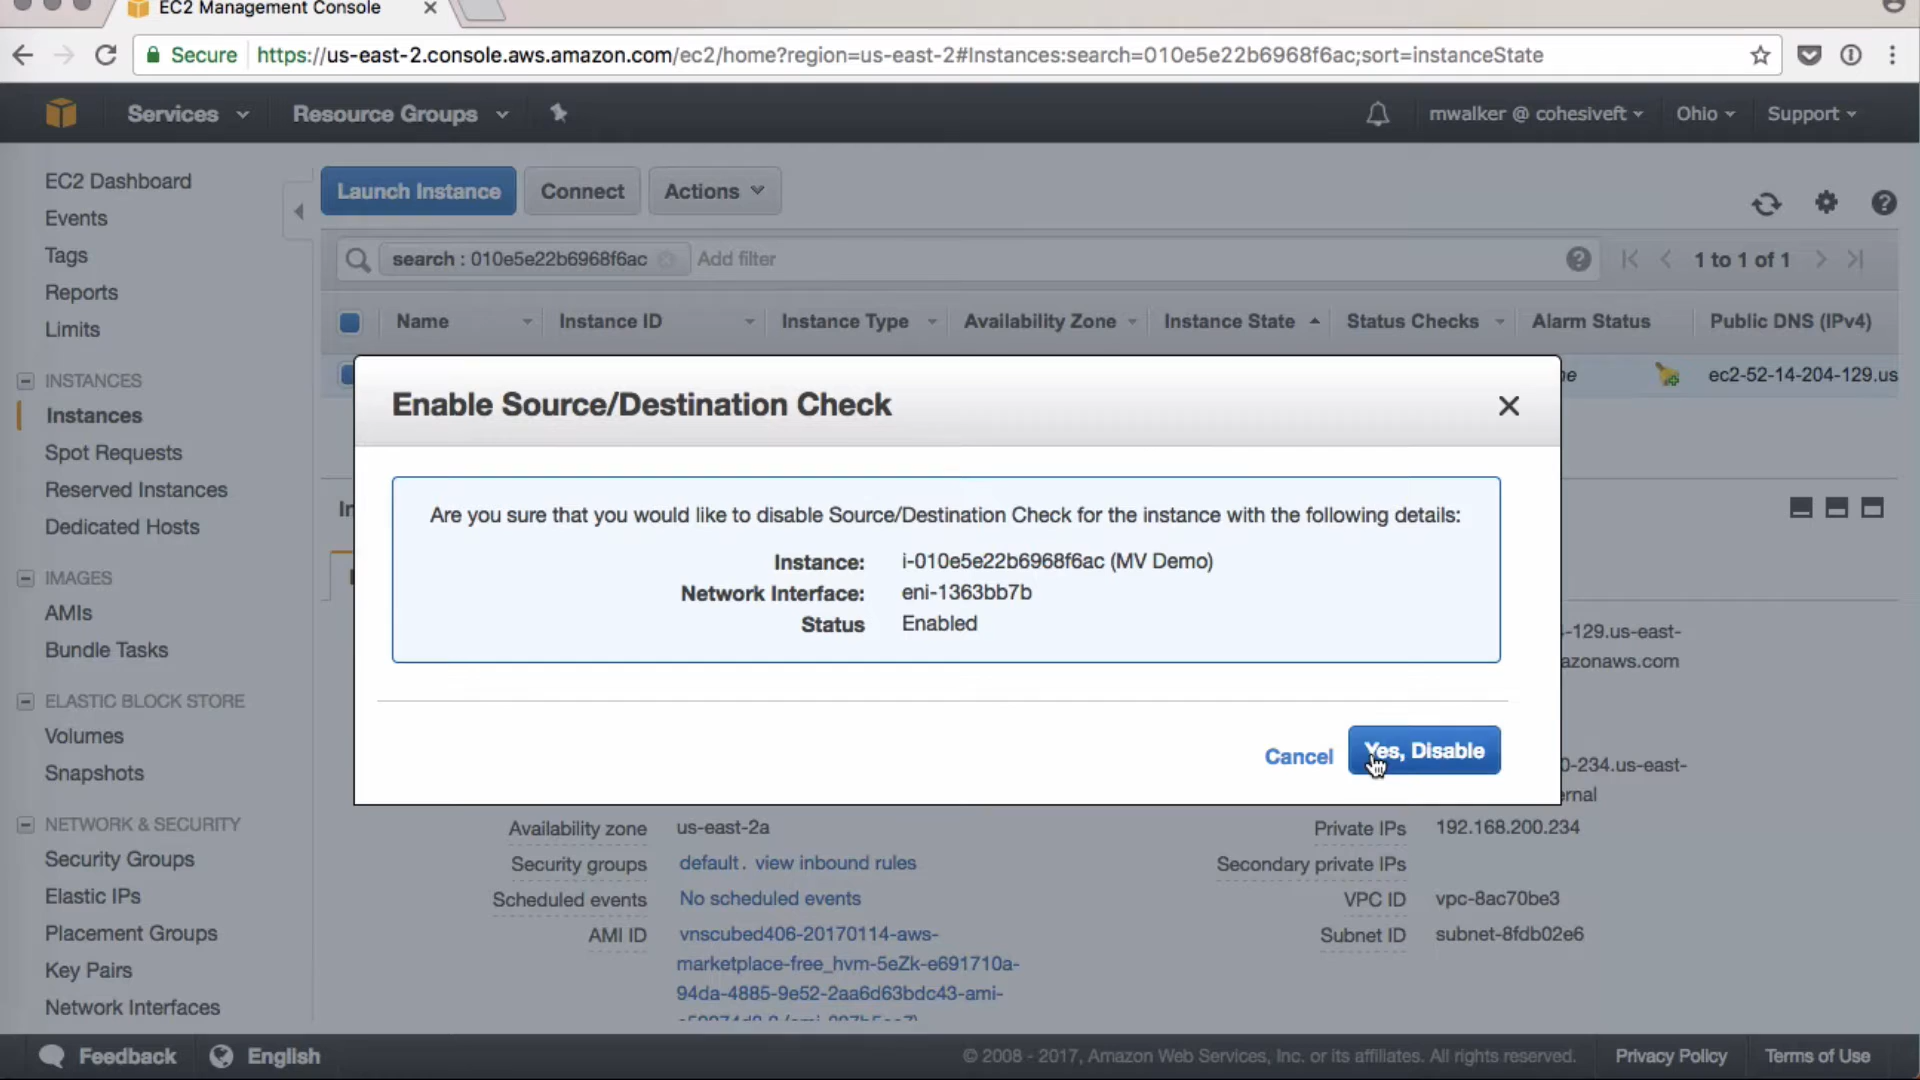 EC2 Management Console
Secure https://us-east-2.console.aws.amazon.com/ec2/home?region=us-east-2#Instances:search=010e5e22b6968f6ac;sort=instanceState
Services Resource Groups mwalker @ cohesiveft Ohio Support
EC2 Dashboard
Events
Tags
Reports
Limits
INSTANCES
Instances
Spot Requests
Reserved Instances
Dedicated Hosts
IMAGES
AMIs
Bundle Tasks
ELASTIC BLOCK STORE
Volumes
Snapshots
NETWORK & SECURITY
Security Groups
Elastic IPs
Placement Groups
Key Pairs
Network Interfaces
Launch Instance Connect Actions
search : 010e5e22b6968f6ac Add filter 1 to 1 of 1
Name Instance ID Instance Type Availability Zone Instance State Status Checks Alarm Status Public DNS (IPv4)
ec2-52-14-204-129.us
Enable Source/Destination Check
Are you sure that you would like to disable Source/Destination Check for the instance with the following details:
Instance: i-010e5e22b6968f6ac (MV Demo)
Network Interface: eni-1363bb7b
Status Enabled
Cancel Yes, Disable
-129.us-east-
azonaws.com
0-234.us-east-
ernal
Availability zone us-east-2a Private IPs 192.168.200.234
Security groups default. view inbound rules Secondary private IPs
Scheduled events No scheduled events VPC ID vpc-8ac70be3
AMI ID vnscubed406-20170114-aws- Subnet ID subnet-8fdb02e6
marketplace-free_hvm-5eZk-e691710a-
94da-4885-9e52-2aa6d63bdc43-ami-
Feedback English © 2008 - 2017, Amazon Web Services, Inc. or its affiliates. All rights reserved. Privacy Policy Terms of Use